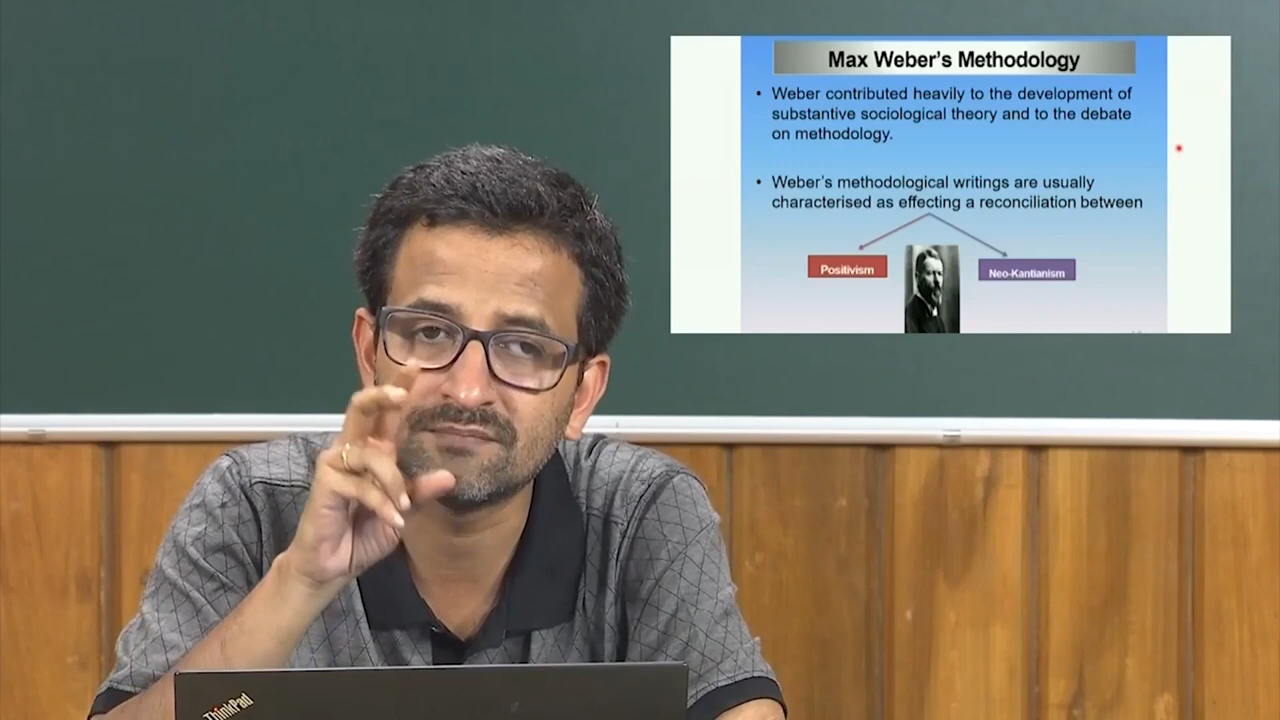 Max Weber's Methodology
• Weber contributed heavily to the development of
substantive sociological theory and to the debate
on methodology.
• Weber's methodological writings are usually
characterised as effecting a reconciliation between
Positivism
Neo-Kantianism
ThinkPad